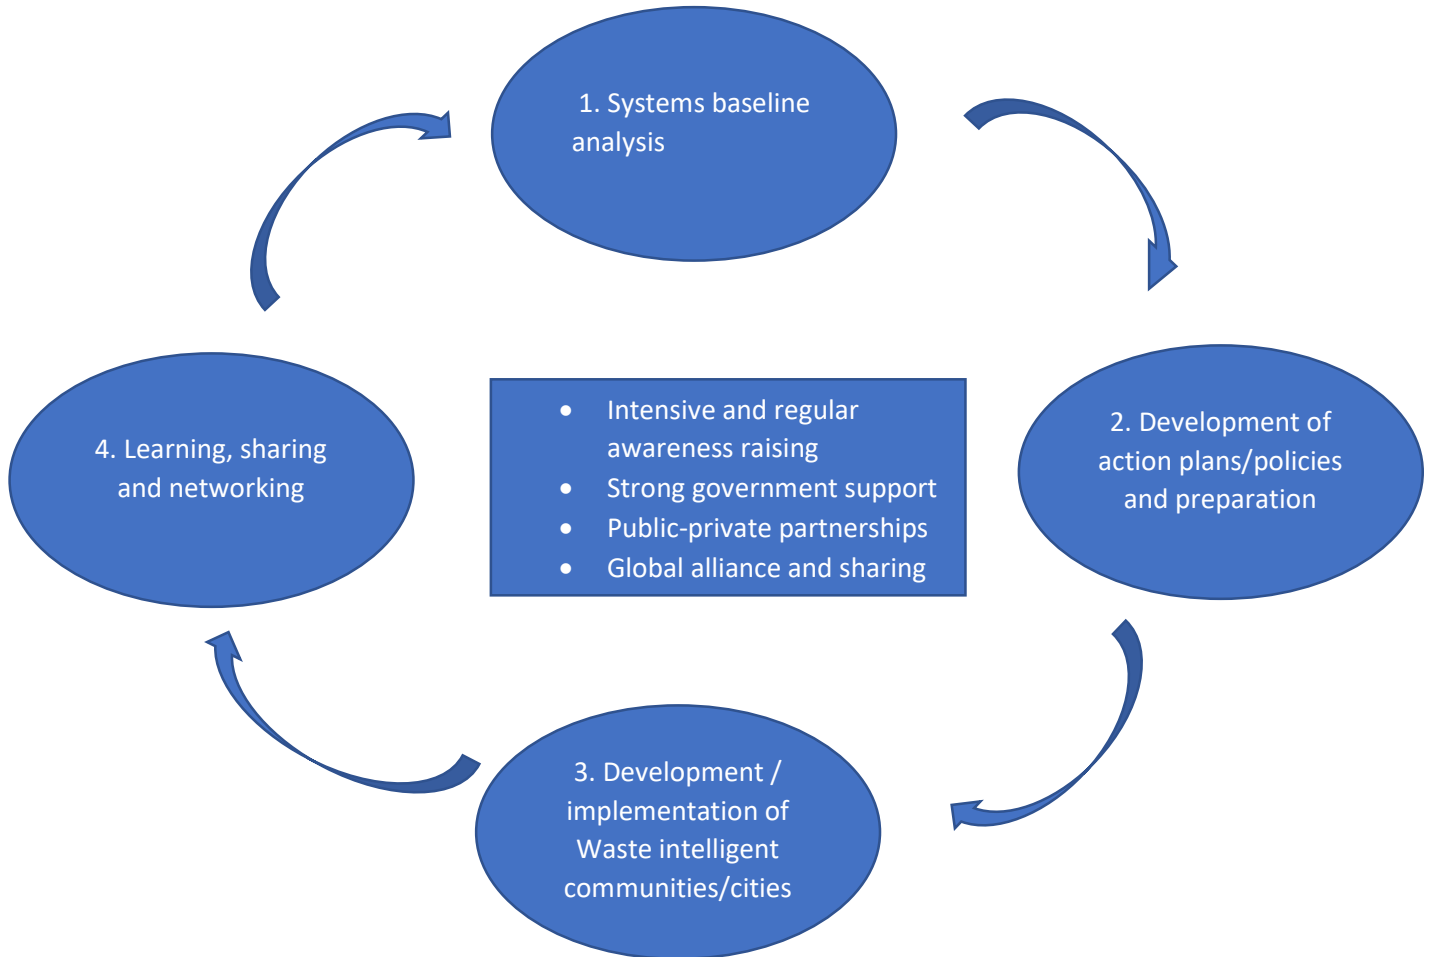 1. Systems baseline
analysis
2. Development of
action plans/policies
and preparation
3. Development /
implementation of
Waste intelligent
communities/cities
4. Learning, sharing
and networking
• Intensive and regular
awareness raising
• Strong government support
• Public-private partnerships
• Global alliance and sharing